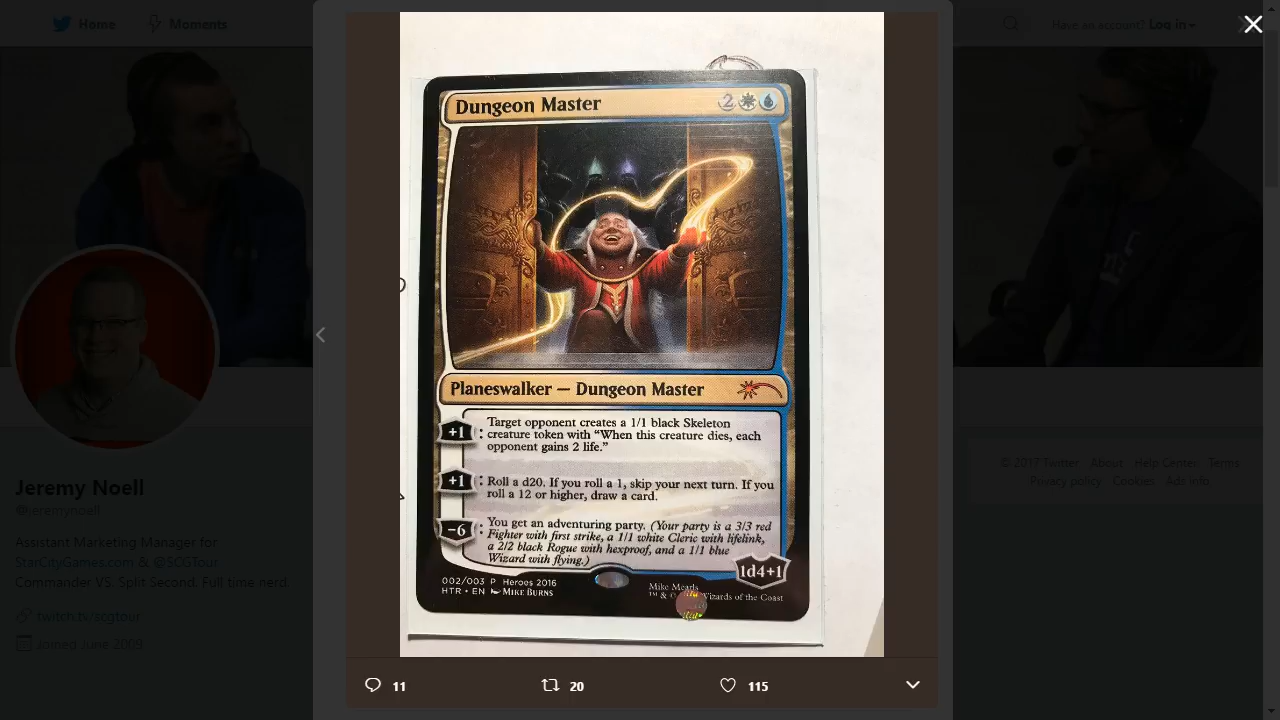 Home
Moments
Have an account? Log in
Dungeon Master
2
Planeswalker — Dungeon Master
+1 : Target opponent creates a 1/1 black Skeleton
creature token with “When this creature dies, each
opponent gains 2 life.”
+1 : Roll a d20. If you roll a 1, skip your next turn. If you
roll a 12 or higher, draw a card.
−6 : You get an adventuring party. (Your party is a 3/3 red
Fighter with first strike, a 1/1 white Cleric with lifelink,
a 2/2 black Rogue with hexproof, and a 1/1 blue
Wizard with flying.)
1d4+1
002/003 P Heroes 2016
HTR • EN Mike Burns
Mike Mearls
™ & © Wizards of the Coast
11
20
115
Jeremy Noell
@jeremynoell
Assistant Marketing Manager for
StarCityGames.com & @SCGTour.
Commander VS. Split Second. Full time nerd.
twitch.tv/scgtour
Joined June 2009
© 2017 Twitter About Help Center Terms
Privacy policy Cookies Ads info